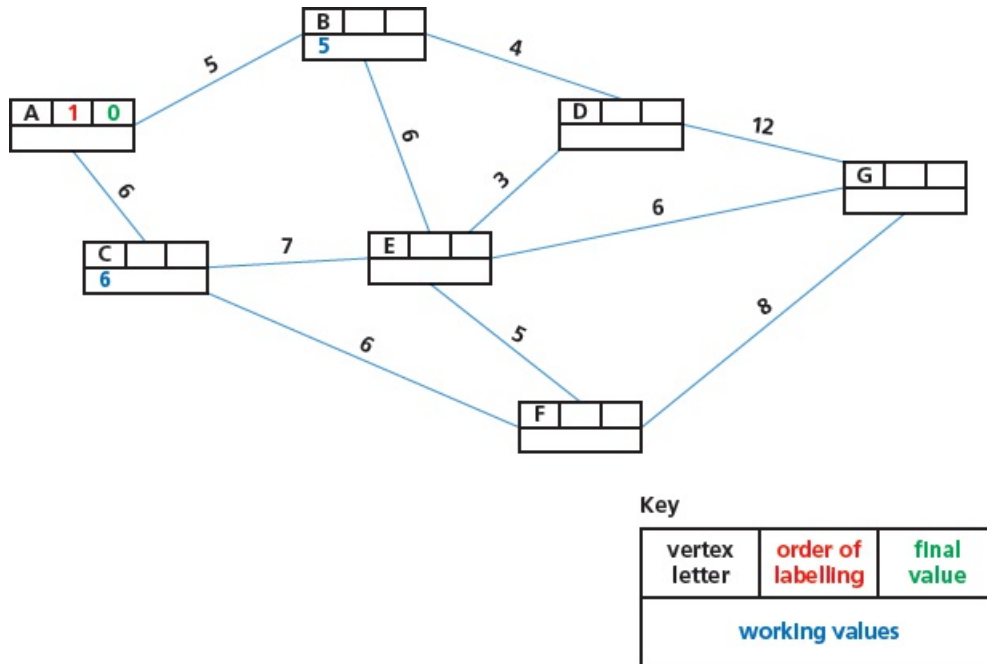 B
5
5
4
A 1 0
D
12
6
6
3
G
6
C
6
7
E
6
5
8
F
Key
vertex letter
order of labelling
final value
working values